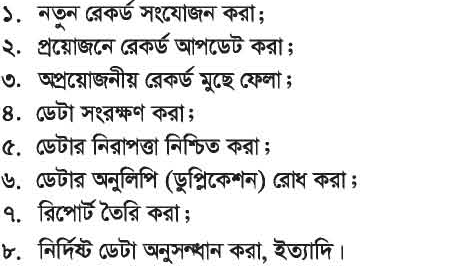 ১. নতুন রেকর্ড সংযোজন করা;
২. প্রয়োজনে রেকর্ড আপডেট করা;
৩. অপ্রয়োজনীয় রেকর্ড মুছে ফেলা;
৪. ডেটা সংরক্ষণ করা;
৫. ডেটার নিরাপত্তা নিশ্চিত করা;
৬. ডেটার অনুলিপি (ডুপ্লিকেশন) রোধ করা;
৭. রিপোর্ট তৈরি করা;
৮. নির্দিষ্ট ডেটা অনুসন্ধান করা, ইত্যাদি।